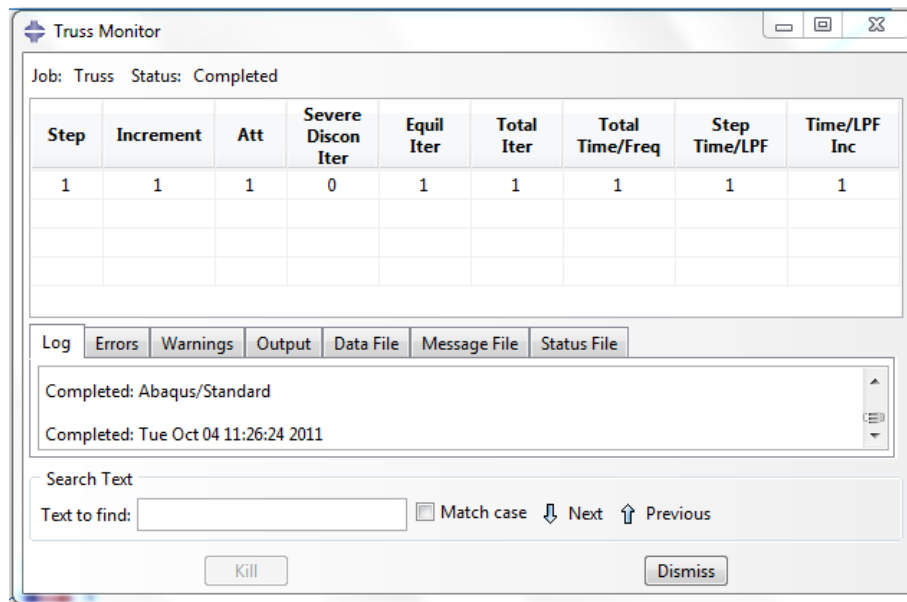 Truss Monitor
Job: Truss Status: Completed
Step Increment Att Severe Discon Iter Equil Iter Total Iter Total Time/Freq Step Time/LPF Time/LPF Inc
1 1 1 0 1 1 1 1 1
Log Errors Warnings Output Data File Message File Status File
Completed: Abaqus/Standard
Completed: Tue Oct 04 11:26:24 2011
Search Text
Text to find: Match case Next Previous
Kill Dismiss